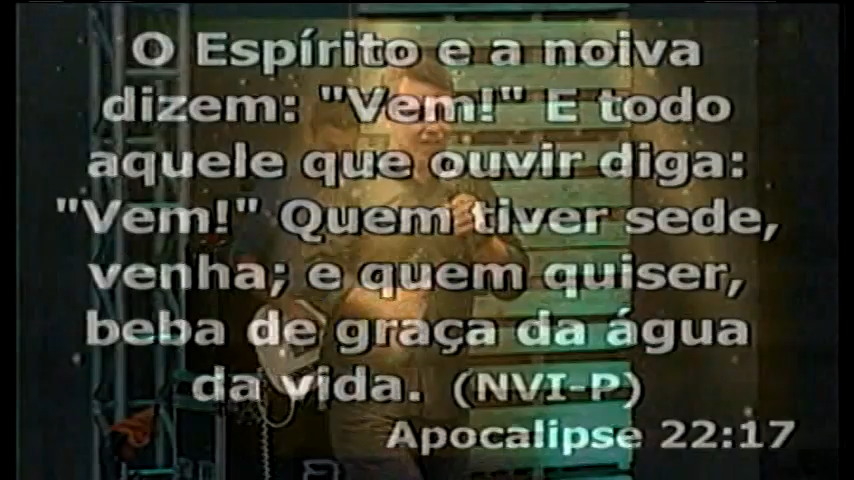 O Espírito e a noiva
dizem: "Vem!" E todo
aquele que ouvir diga:
"Vem!" Quem tiver sede,
venha; e quem quiser,
beba de graça da água
da vida. (NVI-P)
Apocalipse 22:17